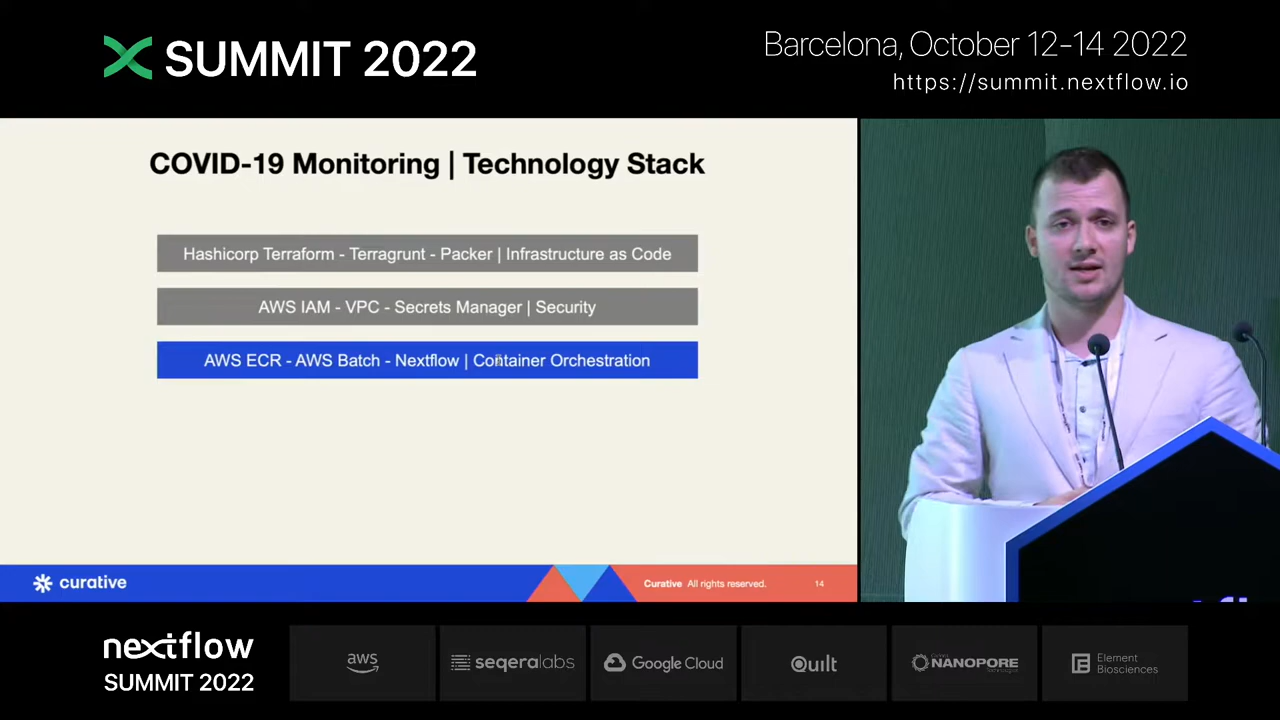 SUMMIT 2022
Barcelona, October 12-14 2022
https://summit.nextflow.io
COVID-19 Monitoring | Technology Stack
Hashicorp Terraform - Terragrunt - Packer | Infrastructure as Code
AWS IAM - VPC - Secrets Manager | Security
AWS ECR - AWS Batch - Nextflow | Container Orchestration
curative
Curative All rights reserved.
14
nextflow
SUMMIT 2022
aws
seqeralabs
Google Cloud
Quilt
NANOPORE
Element
Biosciences